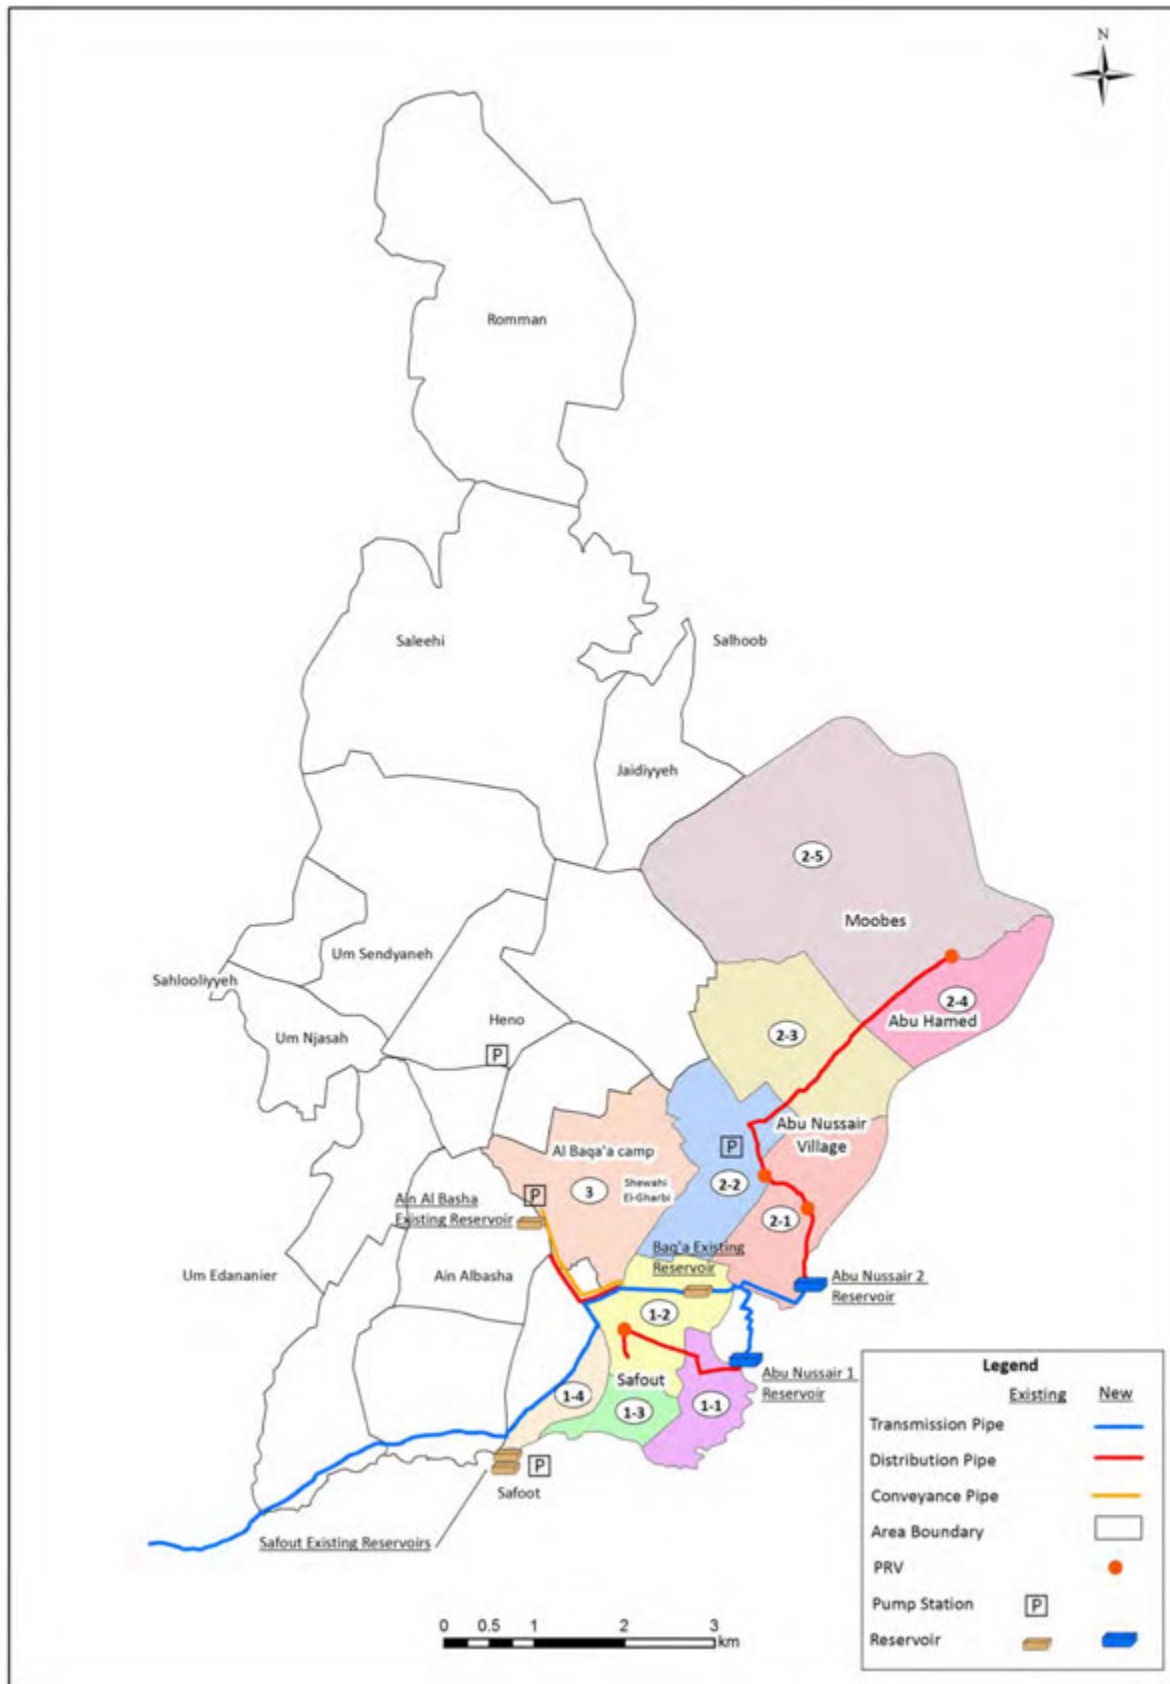 N
Romman
Saleehi
Salhoob
Jaidiyyeh
2-5
Moobes
Um Sendyaneh
Sahlooliyyeh
2-4
Abu Hamed
Heno
Um Njasah
2-3
P
Abu Nussair
Village
P
Al Baqa'a camp
Shewahi
El-Gharbi
3
2-2
P
Ain Al Basha
Existing Reservoir
2-1
Baq'a Existing
Reservoir
Um Edananier
Ain Albasha
Abu Nussair 2
Reservoir
1-2
Safout
Abu Nussair 1
Reservoir
1-4
1-3
1-1
P
Safoot
Safout Existing Reservoirs
0 0.5 1 2 3
km
Legend
Existing New
Transmission Pipe
Distribution Pipe
Conveyance Pipe
Area Boundary
PRV
Pump Station P
Reservoir